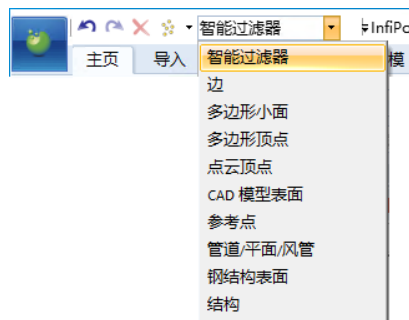 智能过滤器
InfiPo
主页
导入
模
智能过滤器
边
多边形小面
多边形顶点
点云顶点
CAD 模型表面
参考点
管道/平面/风管
钢结构表面
结构